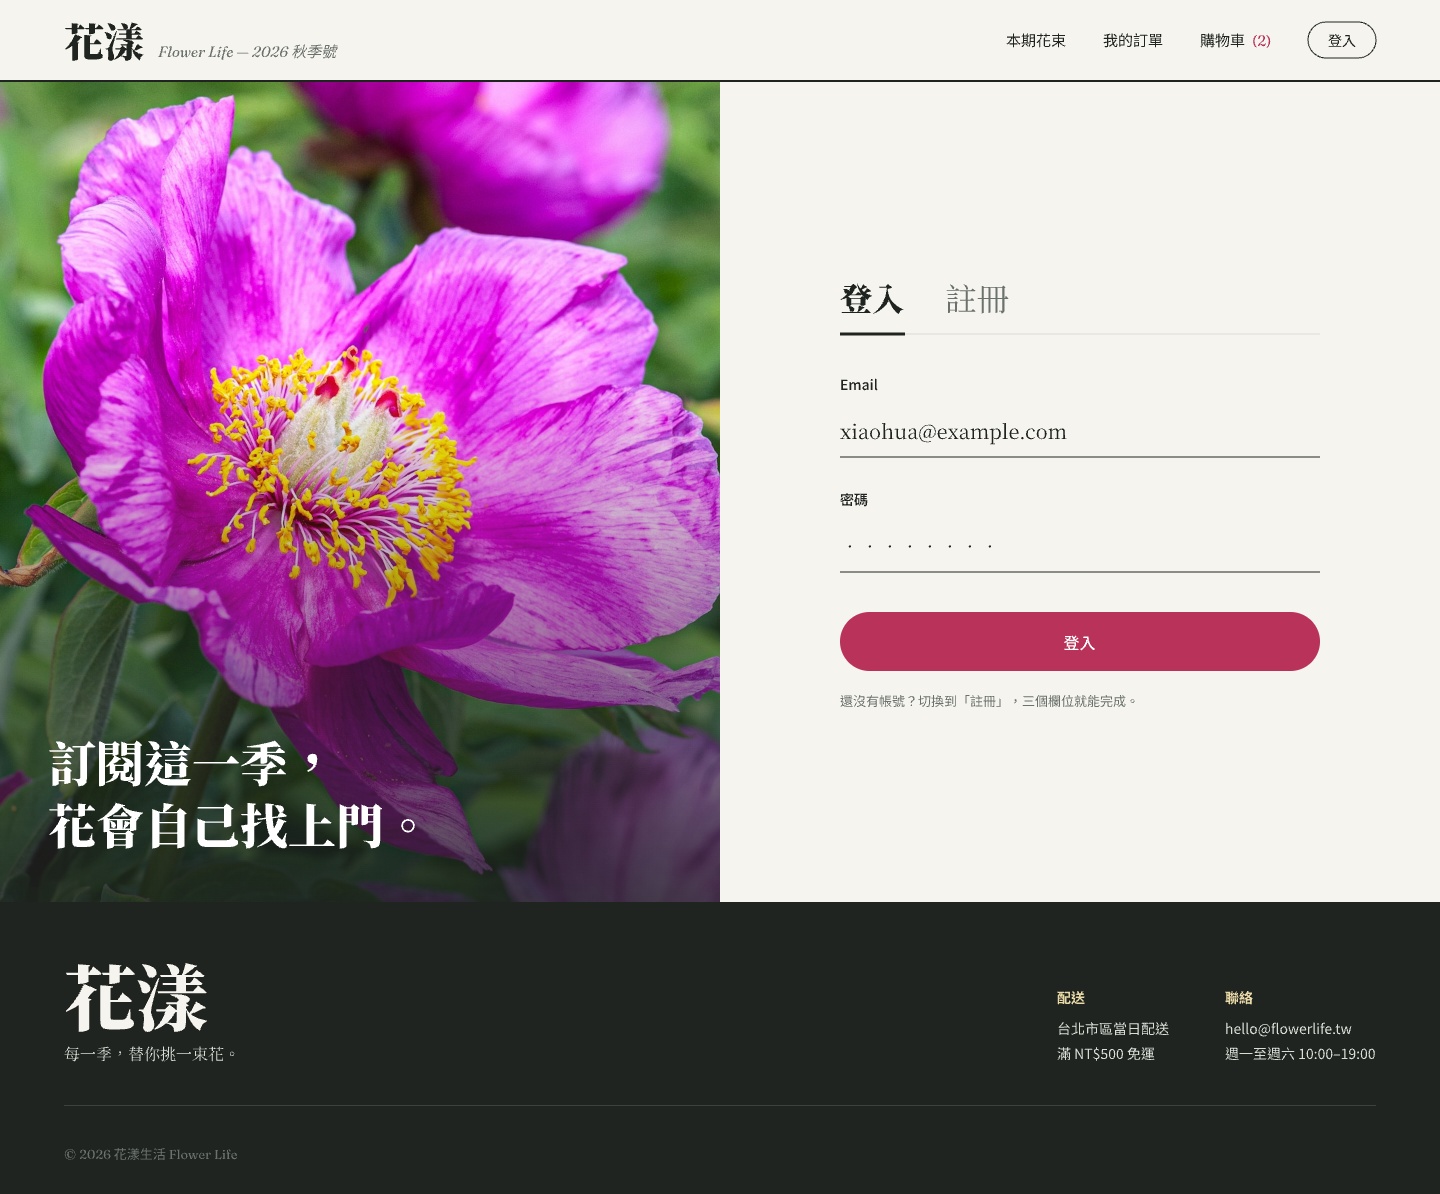 花漾 Flower Life — 2026 秋季號
本期花束 我的訂單 購物車 (2) 登入
登入 註冊
Email
xiaohua@example.com
密碼
········
登入
還沒有帳號？切換到「註冊」，三個欄位就能完成。
訂閱這一季，
花會自己找上門。
花漾
每一季，替你挑一束花。
配送
台北市區當日配送
滿 NT$500 免運
聯絡
hello@flowerlife.tw
週一至週六 10:00–19:00
© 2026 花漾生活 Flower Life